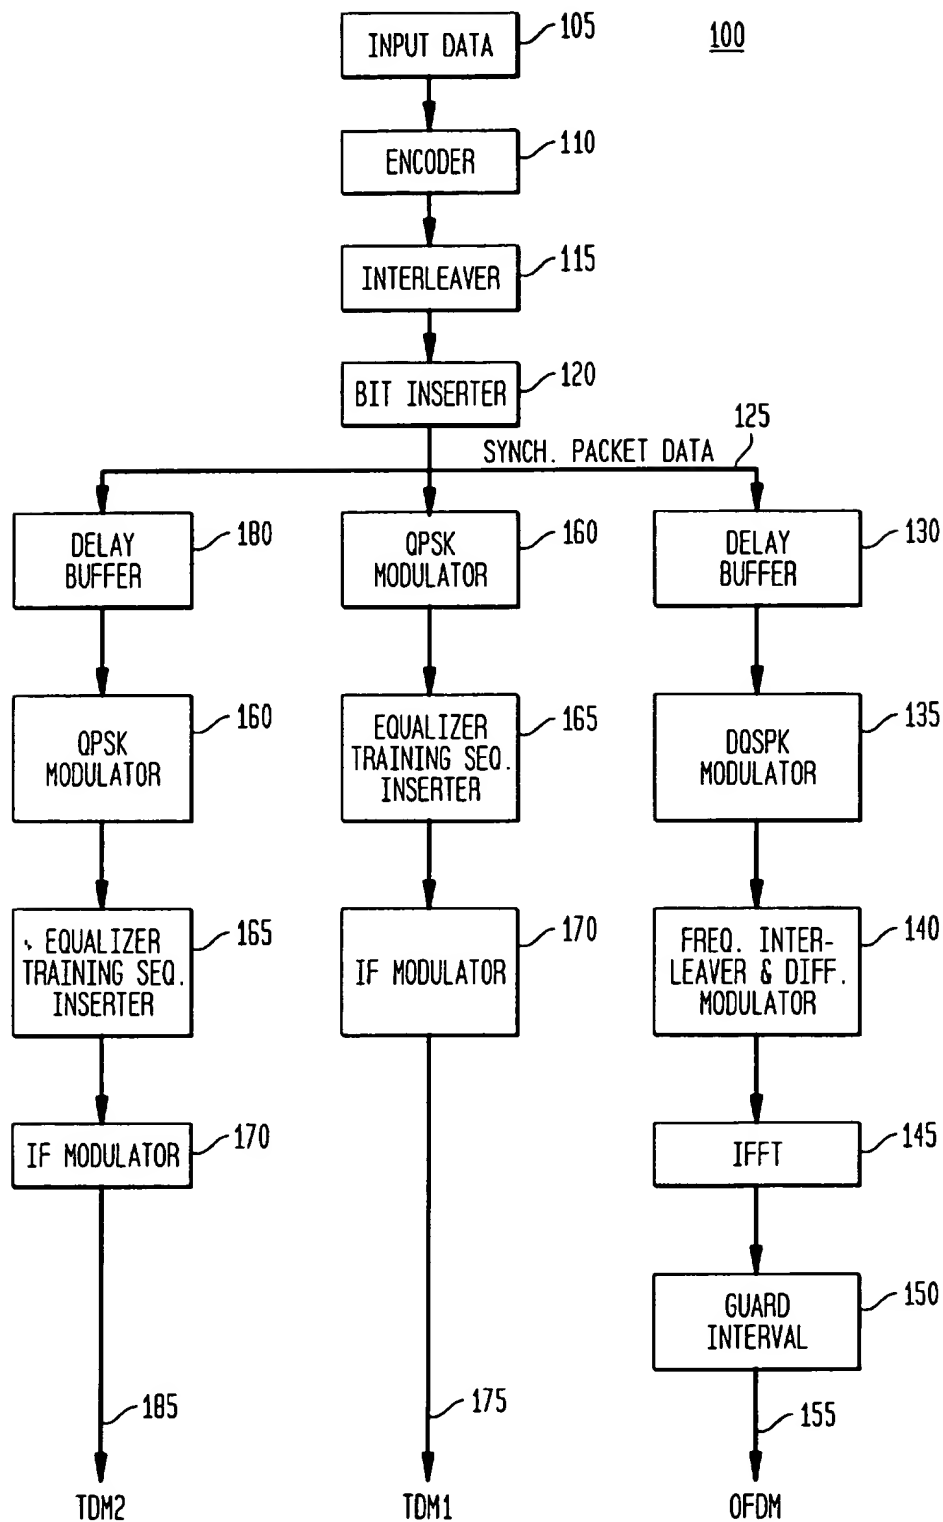 INPUT DATA
105
100
ENCODER
110
INTERLEAVER
115
BIT INSERTER
120
125
SYNCH. PACKET DATA
DELAY
BUFFER
180
QPSK
MODULATOR
160
DELAY
BUFFER
130
QPSK
MODULATOR
160
EQUALIZER
TRAINING SEQ.
INSERTER
165
DQSPK
MODULATOR
135
EQUALIZER
TRAINING SEQ.
INSERTER
165
IF MODULATOR
170
FREQ. INTER-
LEAVER & DIFF.
MODULATOR
140
IF MODULATOR
170
IFFT
145
GUARD
INTERVAL
150
185
175
155
TDM2
TDM1
OFDM